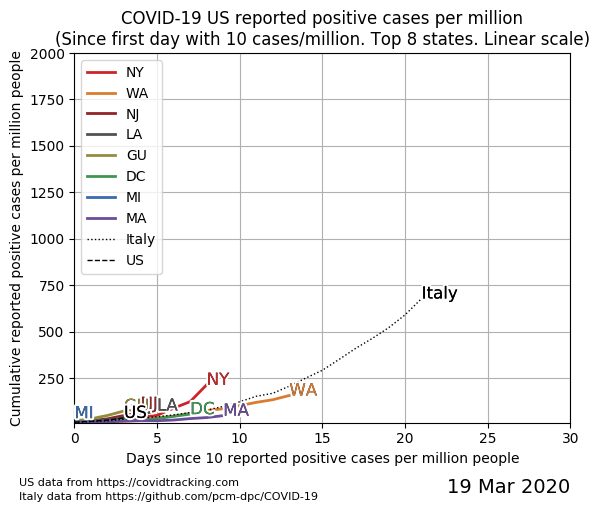 COVID-19 US reported positive cases per million
(Since first day with 10 cases/million. Top 8 states. Linear scale)
Cumulative reported positive cases per million people
2000
1750
1500
1250
1000
750
500
250
NY
WA
NJ
LA
GU
DC
MI
MA
Italy
US
Italy
NY
WA
LA
DC
MA
MI
US
0
5
10
15
20
25
30
Days since 10 reported positive cases per million people
US data from https://covidtracking.com
Italy data from https://github.com/pcm-dpc/COVID-19
19 Mar 2020